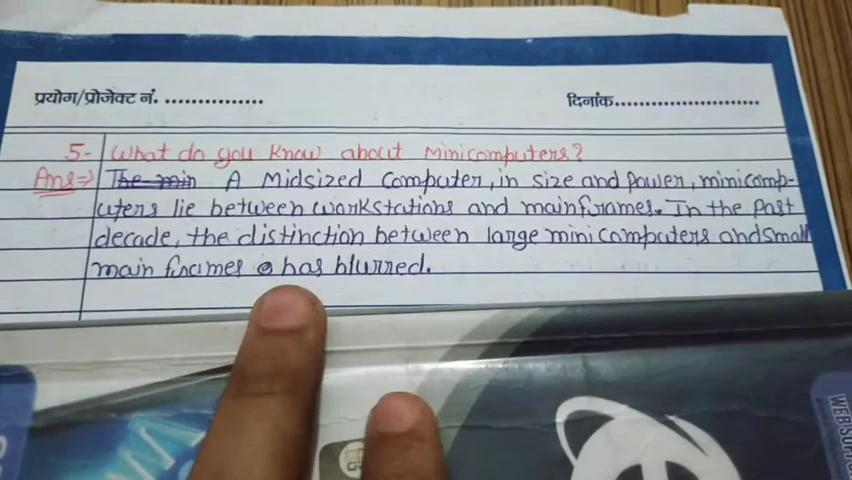 प्रयोग/प्रोजेक्ट नं. ............... दिनांक........................
5- What do you know about Minicomputers?
Ans⇒ The min A Midsized Computer, in size and power, minicomp-
uters lie between workstations and mainframes. In the Past
decade, the distinction between large mini computers and small
main frames has blurred.